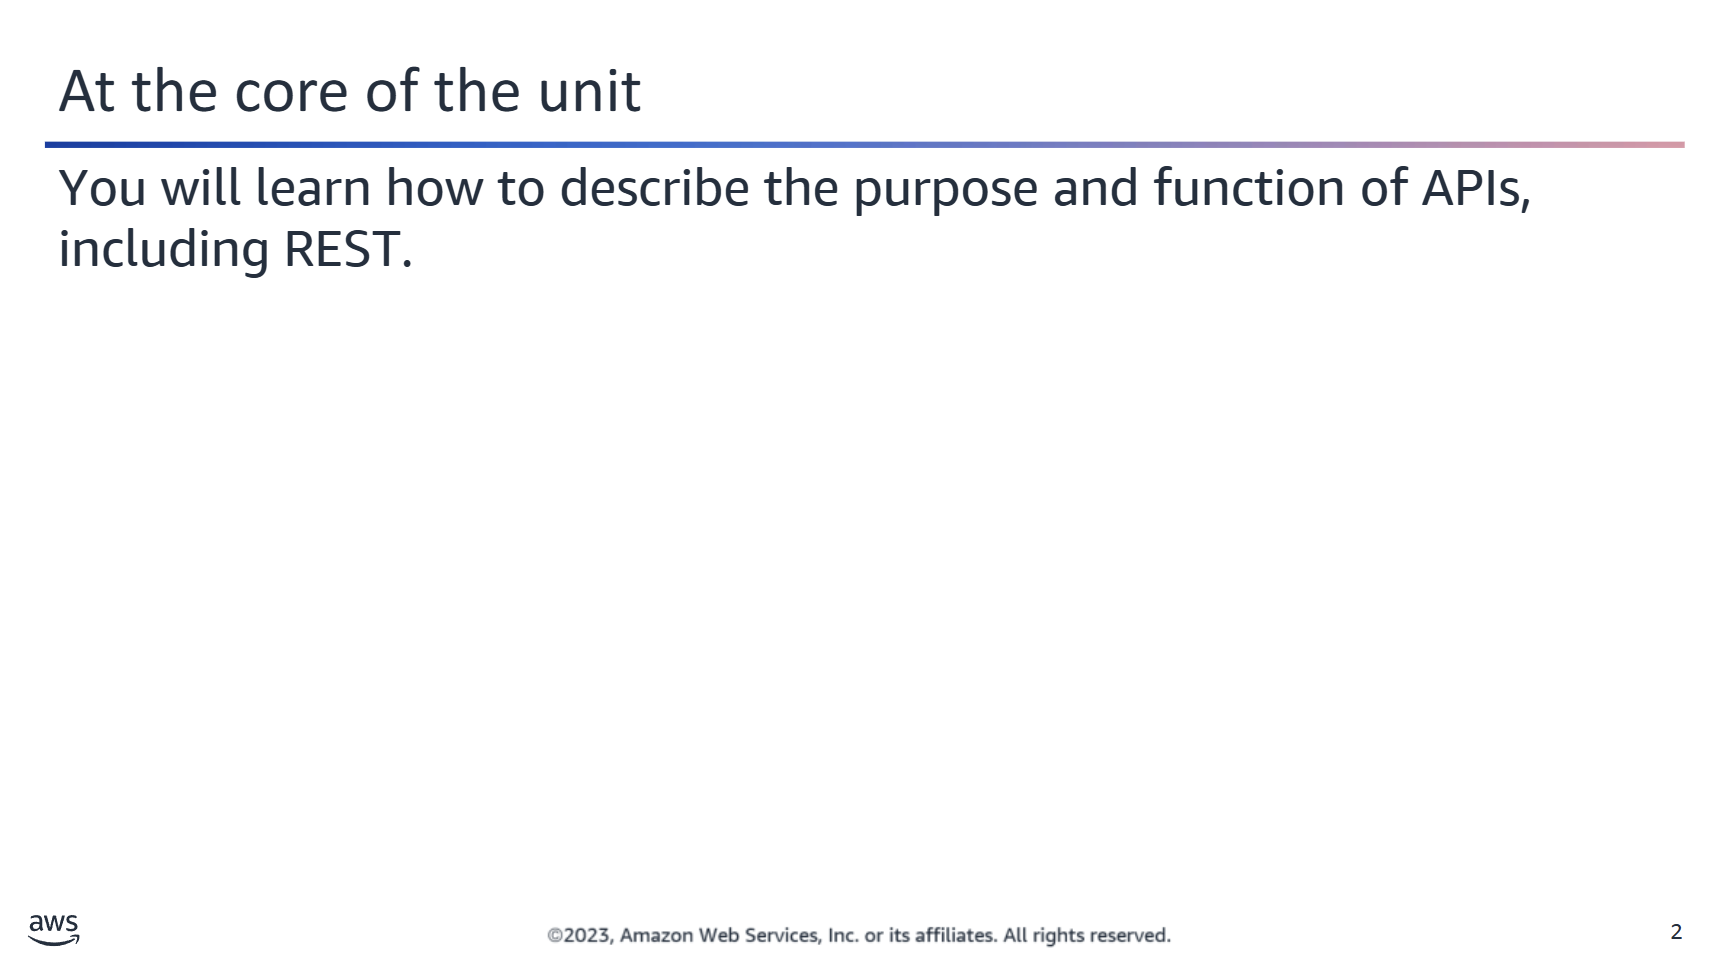 At the core of the unit
You will learn how to describe the purpose and function of APIs,
including REST.
aws
©2023, Amazon Web Services, Inc. or its affiliates. All rights reserved.
2